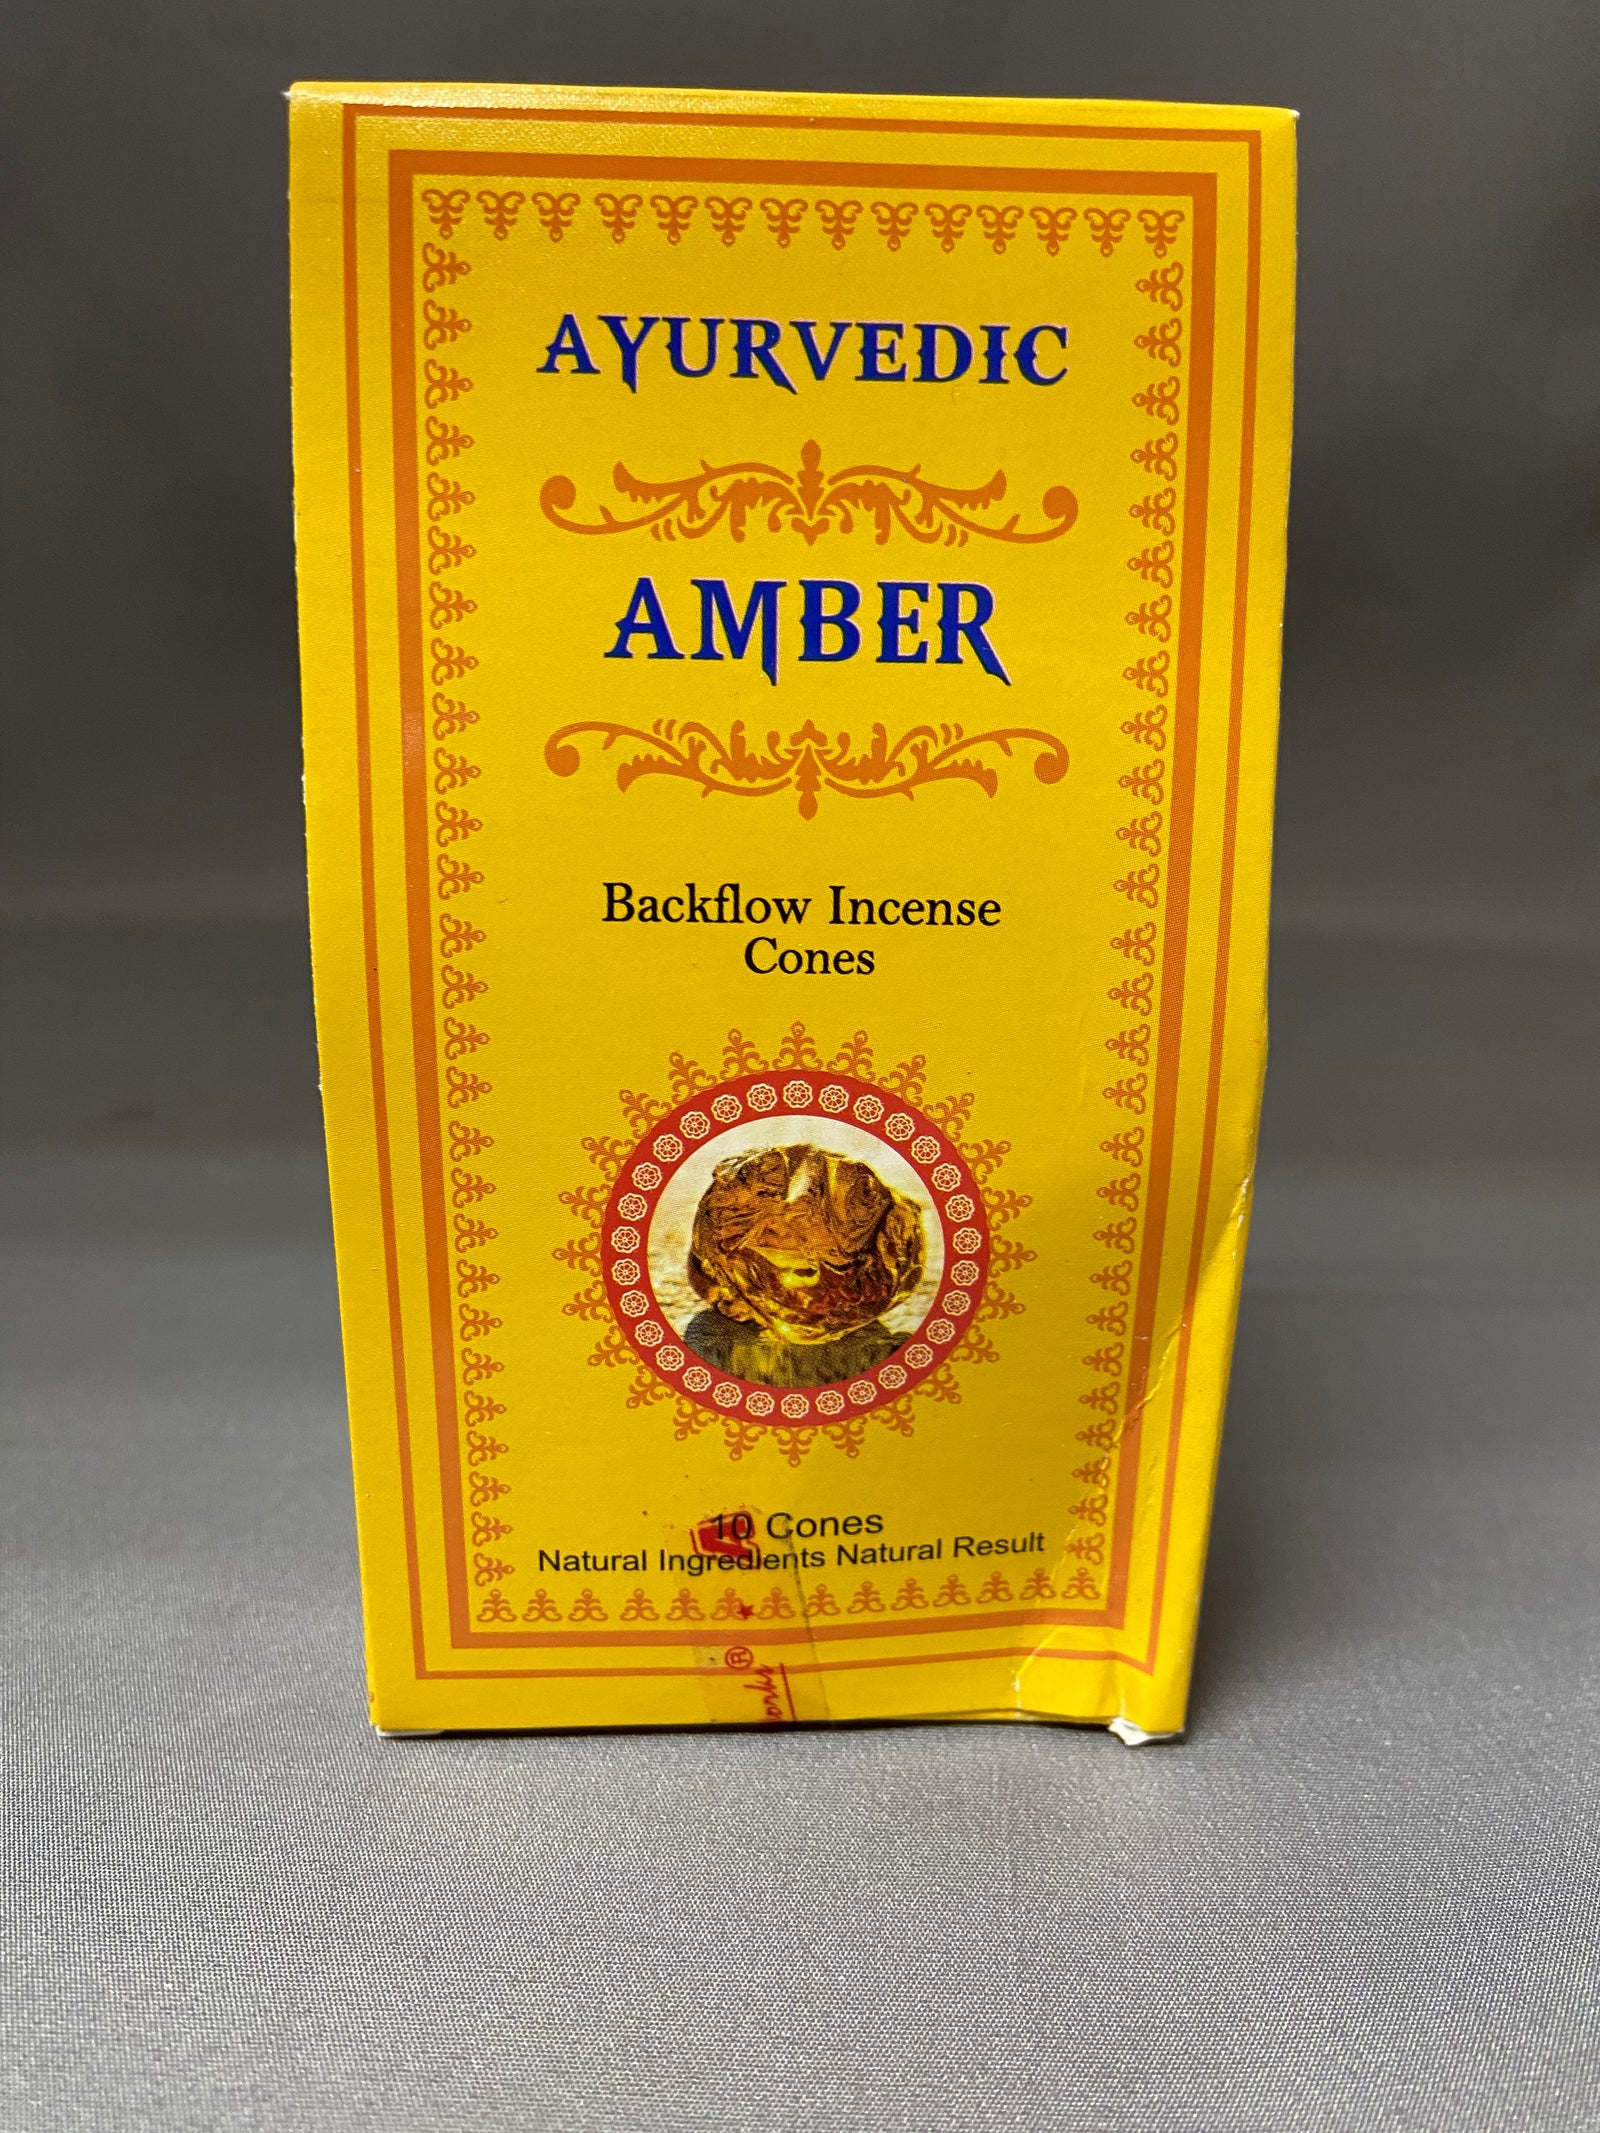 AYURVEDIC
AMBER
Backflow Incense
Cones
10 Cones
Natural Ingredients Natural Result
®